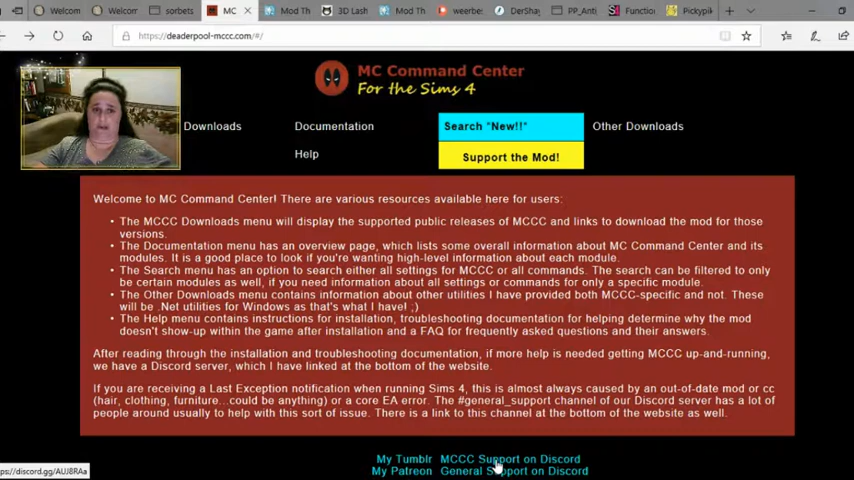 Welcom
Welcom
sorbets
MC
Mod Th
3D Lash
Mod Th
weerbe
DerShay
PP_Anti
Functio
Pickypik
https://deaderpool-mccc.com/#/
MC Command Center
For the Sims 4
Downloads
Documentation
Search "New!!"
Other Downloads
Help
Support the Mod!
Welcome to MC Command Center! There are various resources available here for users:
• The MCCC Downloads menu will display the supported public releases of MCCC and links to download the mod for those
versions.
• The Documentation menu has an overview page, which lists some overall information about MC Command Center and its
modules. It is a good place to look if you're wanting high-level information about each module.
• The Search menu has an option to search either all settings for MCCC or all commands. The search can be filtered to only
be certain modules as well, if you need information about all settings or commands for only a specific module.
• The Other Downloads menu contains information about other utilities I have provided both MCCC-specific and not. These
will be .Net utilities for Windows as that's what I have! ;)
• The Help menu contains instructions for installation, troubleshooting documentation for helping determine why the mod
doesn't show-up within the game after installation and a FAQ for frequently asked questions and their answers.
After reading through the installation and troubleshooting documentation, if more help is needed getting MCCC up-and-running,
we have a Discord server, which I have linked at the bottom of the website.
If you are receiving a Last Exception notification when running Sims 4, this is almost always caused by an out-of-date mod or cc
(hair, clothing, furniture...could be anything) or a core EA error. The #general_support channel of our Discord server has a lot of
people around usually to help with this sort of issue. There is a link to this channel at the bottom of the website as well.
My Tumblr MCCC Support on Discord
My Patreon General Support on Discord
ps://discord.gg/AUJ8RAa